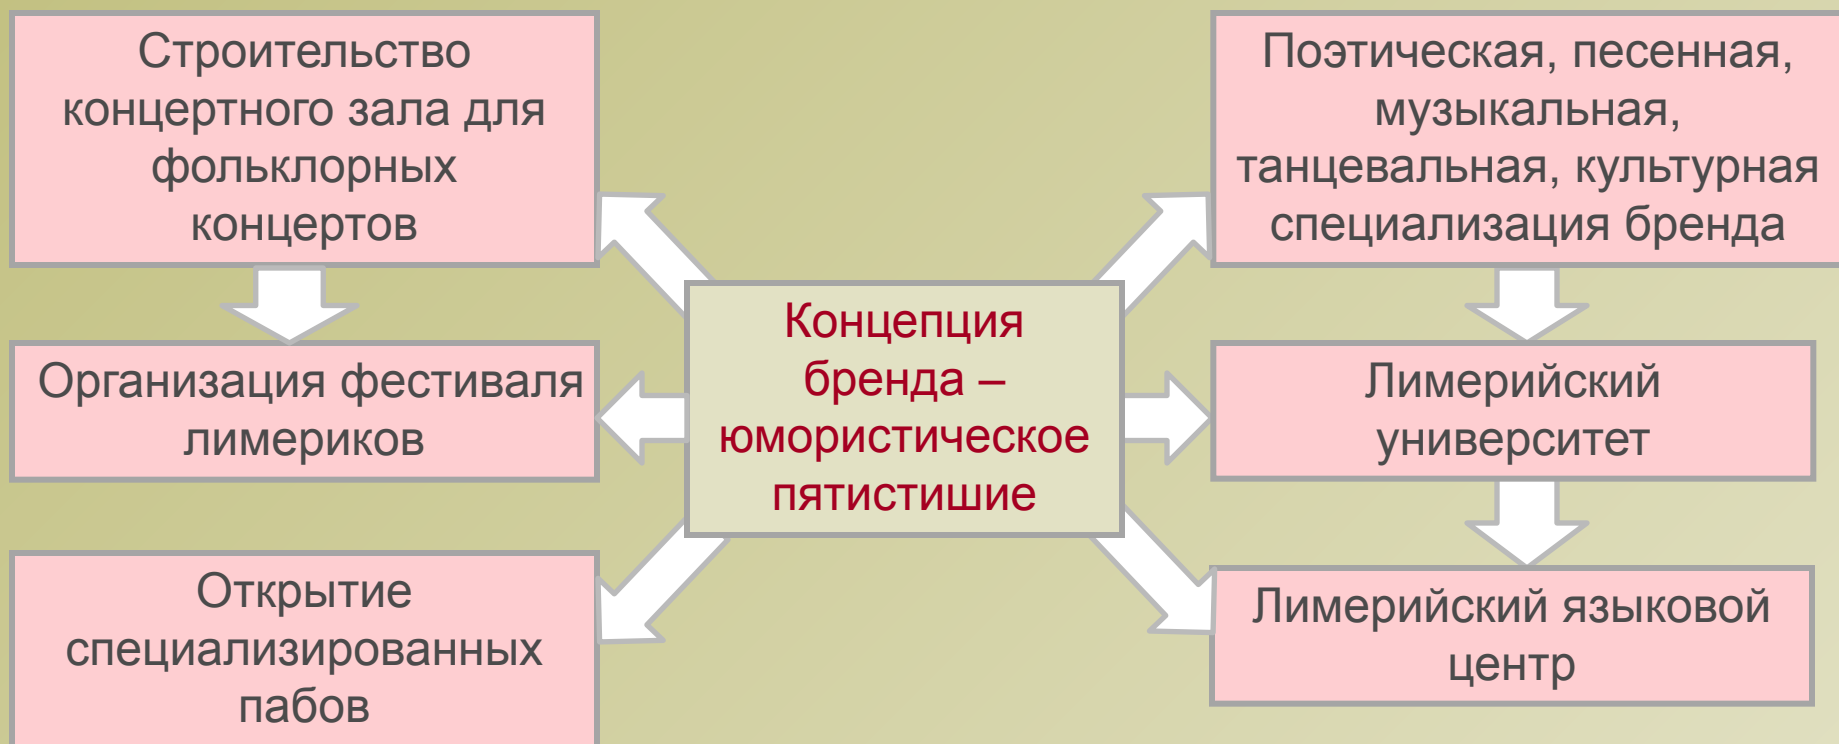 Строительство
концертного зала для
фольклорных
концертов
Организация фестиваля
лимериков
Открытие
специализированных
пабов
Концепция
бренда –
юмористическое
пятистишие
Поэтическая, песенная,
музыкальная,
танцевальная, культурная
специализация бренда
Лимерийский
университет
Лимерийский языковой
центр